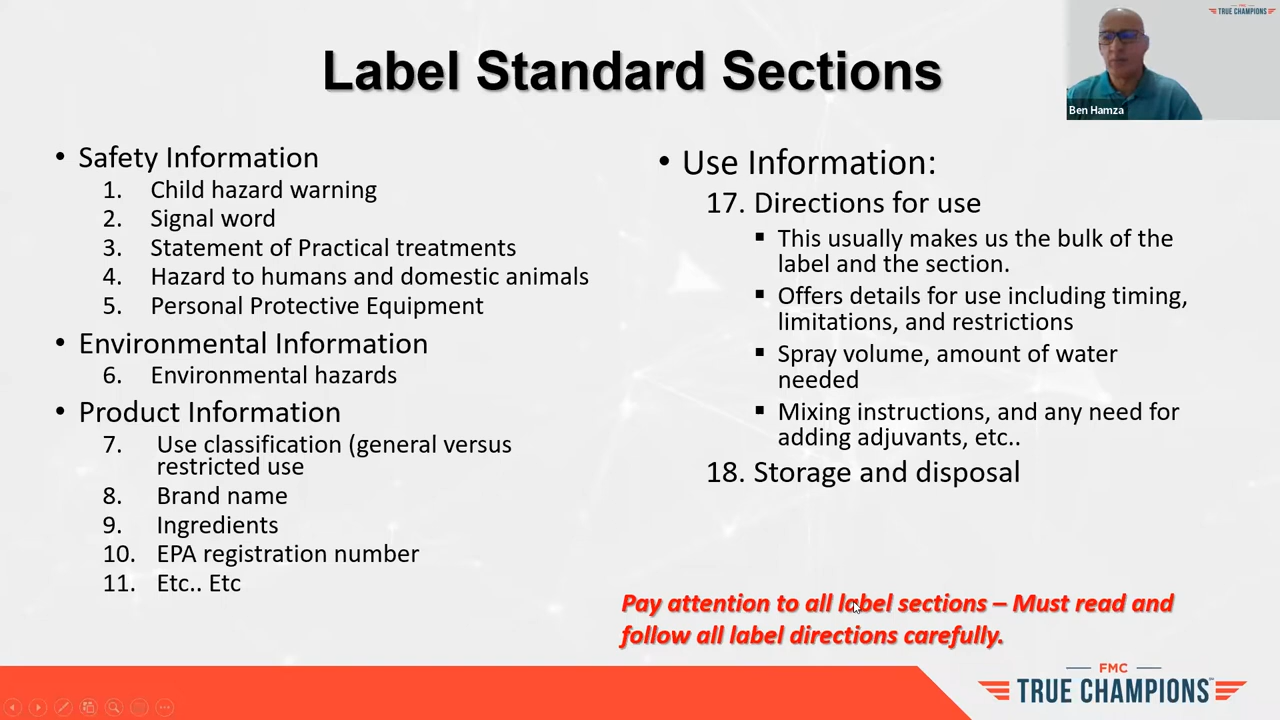 Label Standard Sections
FMC
TRUE CHAMPIONS
Ben Hamza
• Safety Information
1. Child hazard warning
2. Signal word
3. Statement of Practical treatments
4. Hazard to humans and domestic animals
5. Personal Protective Equipment
• Environmental Information
6. Environmental hazards
• Product Information
7. Use classification (general versus
restricted use
8. Brand name
9. Ingredients
10. EPA registration number
11. Etc.. Etc
• Use Information:
17. Directions for use
▪ This usually makes us the bulk of the
label and the section.
▪ Offers details for use including timing,
limitations, and restrictions
▪ Spray volume, amount of water
needed
▪ Mixing instructions, and any need for
adding adjuvants, etc..
18. Storage and disposal
Pay attention to all label sections – Must read and
follow all label directions carefully.
FMC
TRUE CHAMPIONS